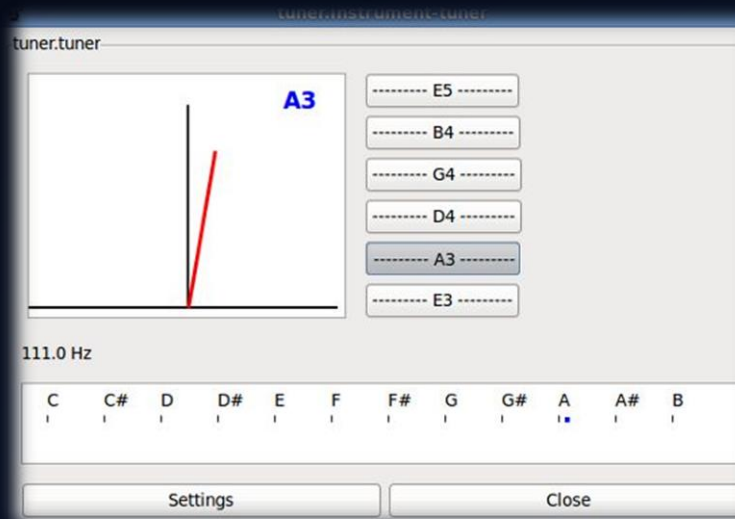 tuner.instrument-tuner
tuner.tuner
A3
--------- E5 ---------
--------- B4 ---------
--------- G4 ---------
--------- D4 ---------
--------- A3 ---------
--------- E3 ---------
111.0 Hz
C C# D D# E F F# G G# A A# B
Settings Close